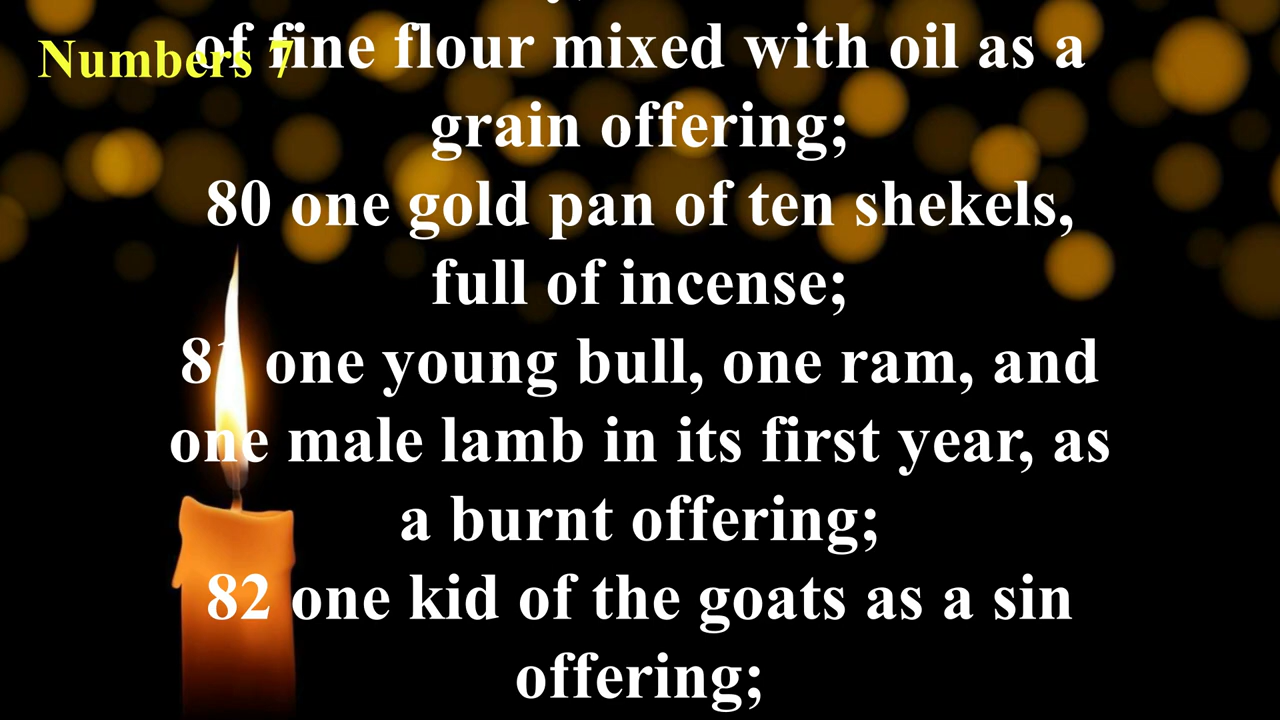 Numbers 7
of fine flour mixed with oil as a
grain offering;
80 one gold pan of ten shekels,
full of incense;
81 one young bull, one ram, and
one male lamb in its first year, as
a burnt offering;
82 one kid of the goats as a sin
offering;